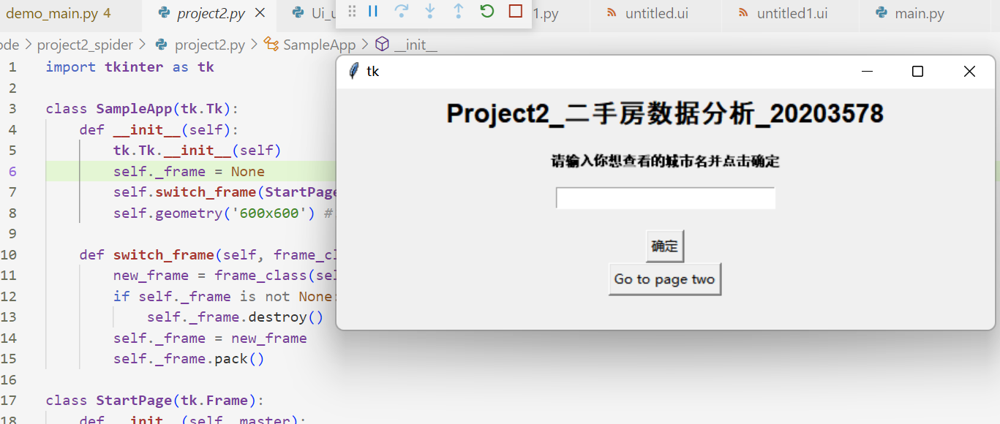 demo_main.py 4
project2.py
Ui_u
1.py
untitled.ui
untitled1.ui
main.py
ode > project2_spider > project2.py > SampleApp > __init__
1 import tkinter as tk
2
3 class SampleApp(tk.Tk):
4 def __init__(self):
5 tk.Tk.__init__(self)
6 self._frame = None
7 self.switch_frame(StartPage
8 self.geometry('600x600') #
9
10 def switch_frame(self, frame_cl
11 new_frame = frame_class(sel
12 if self._frame is not None:
13 self._frame.destroy()
14 self._frame = new_frame
15 self._frame.pack()
16
17 class StartPage(tk.Frame):
18 def __init__(self, master):
tk
Project2_二手房数据分析_20203578
请输入你想查看的城市名并点击确定
确定
Go to page two